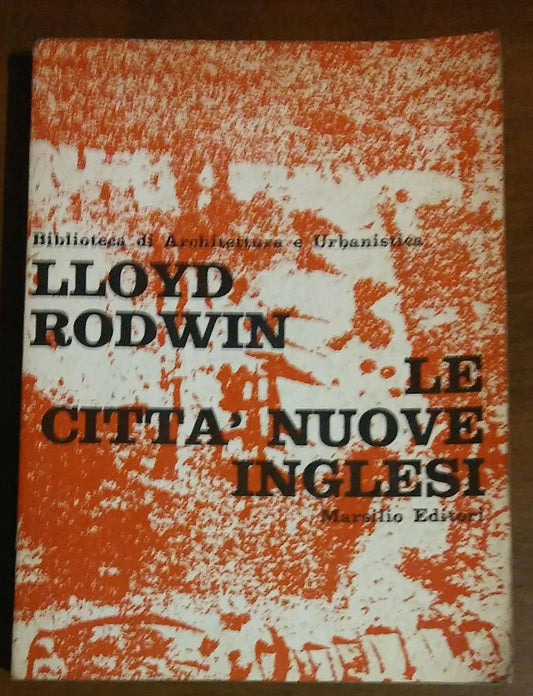 Biblioteca di Architettura e Urbanistica
LLOYD
RODWIN
LE
CITTA' NUOVE
INGLESI
Marsilio Editori